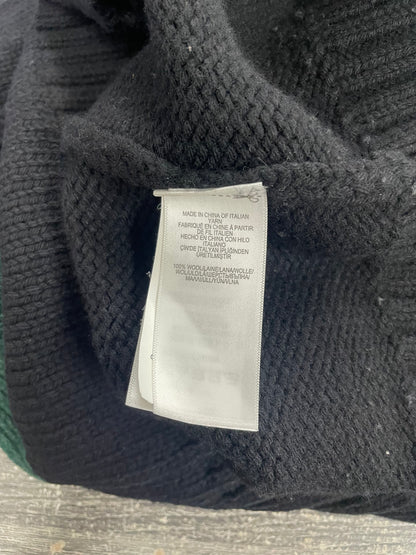 MADE IN CHINA OF ITALIAN
YARN
FABRIQUÉ EN CHINE À PARTIR
DE FIL ITALIEN
HECHO EN CHINA CON HILO
ITALIANO
ÇİN'DE İTALYAN İPLİĞİNDEN
ÜRETİLMİŞTİR
100% WOOL/LAINE/LANA/WOLLE/